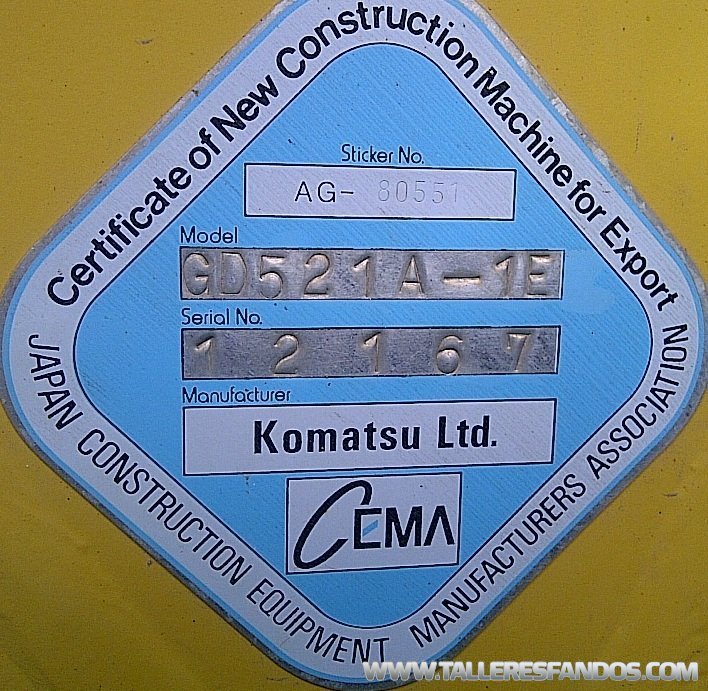 Certificate of New Construction Machine for Export
Sticker No.
AG- 80551
Model
GD521A-1E
Serial No.
12167
Manufacturer
Komatsu Ltd.
CEMA
JAPAN CONSTRUCTION EQUIPMENT MANUFACTURERS ASSOCIATION
WWW.TALLERESFANDOS.COM